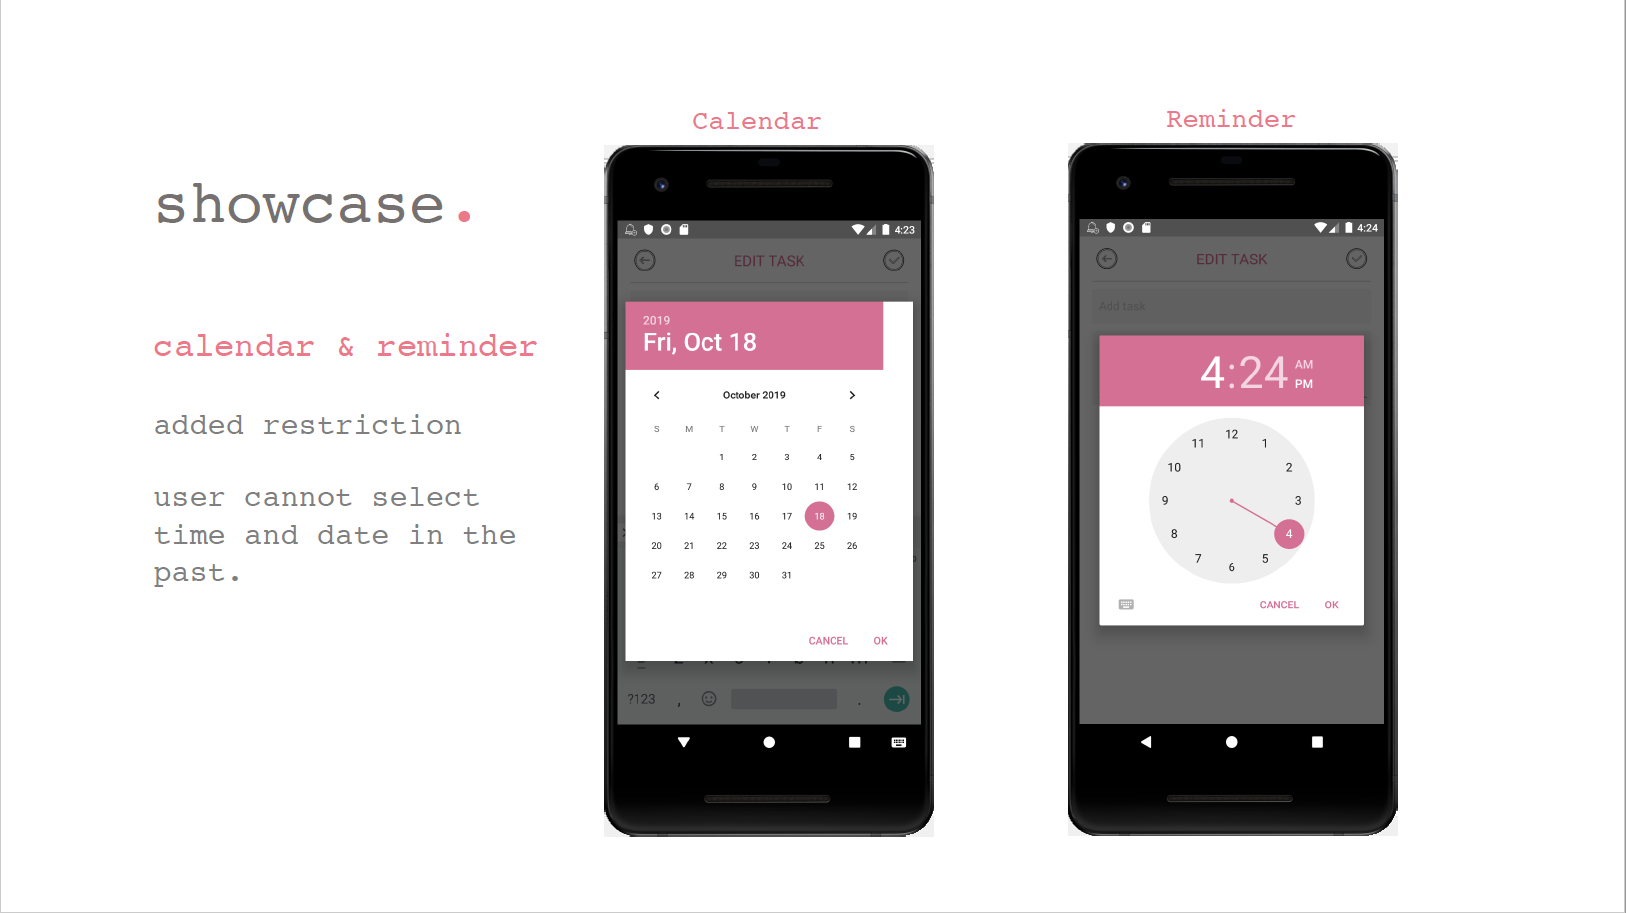 showcase.
calendar & reminder
added restriction
user cannot select
time and date in the
past.
Calendar
4:23
EDIT TASK
2019
Fri, Oct 18
October 2019
S M T W T F S
1 2 3 4 5
6 7 8 9 10 11 12
13 14 15 16 17 18 19
20 21 22 23 24 25 26
27 28 29 30 31
CANCEL OK
?123 , .
Reminder
4:24
EDIT TASK
Add task
4:24 AM
PM
12
11 1
10 2
9 3
8 4
7 5
6
CANCEL OK